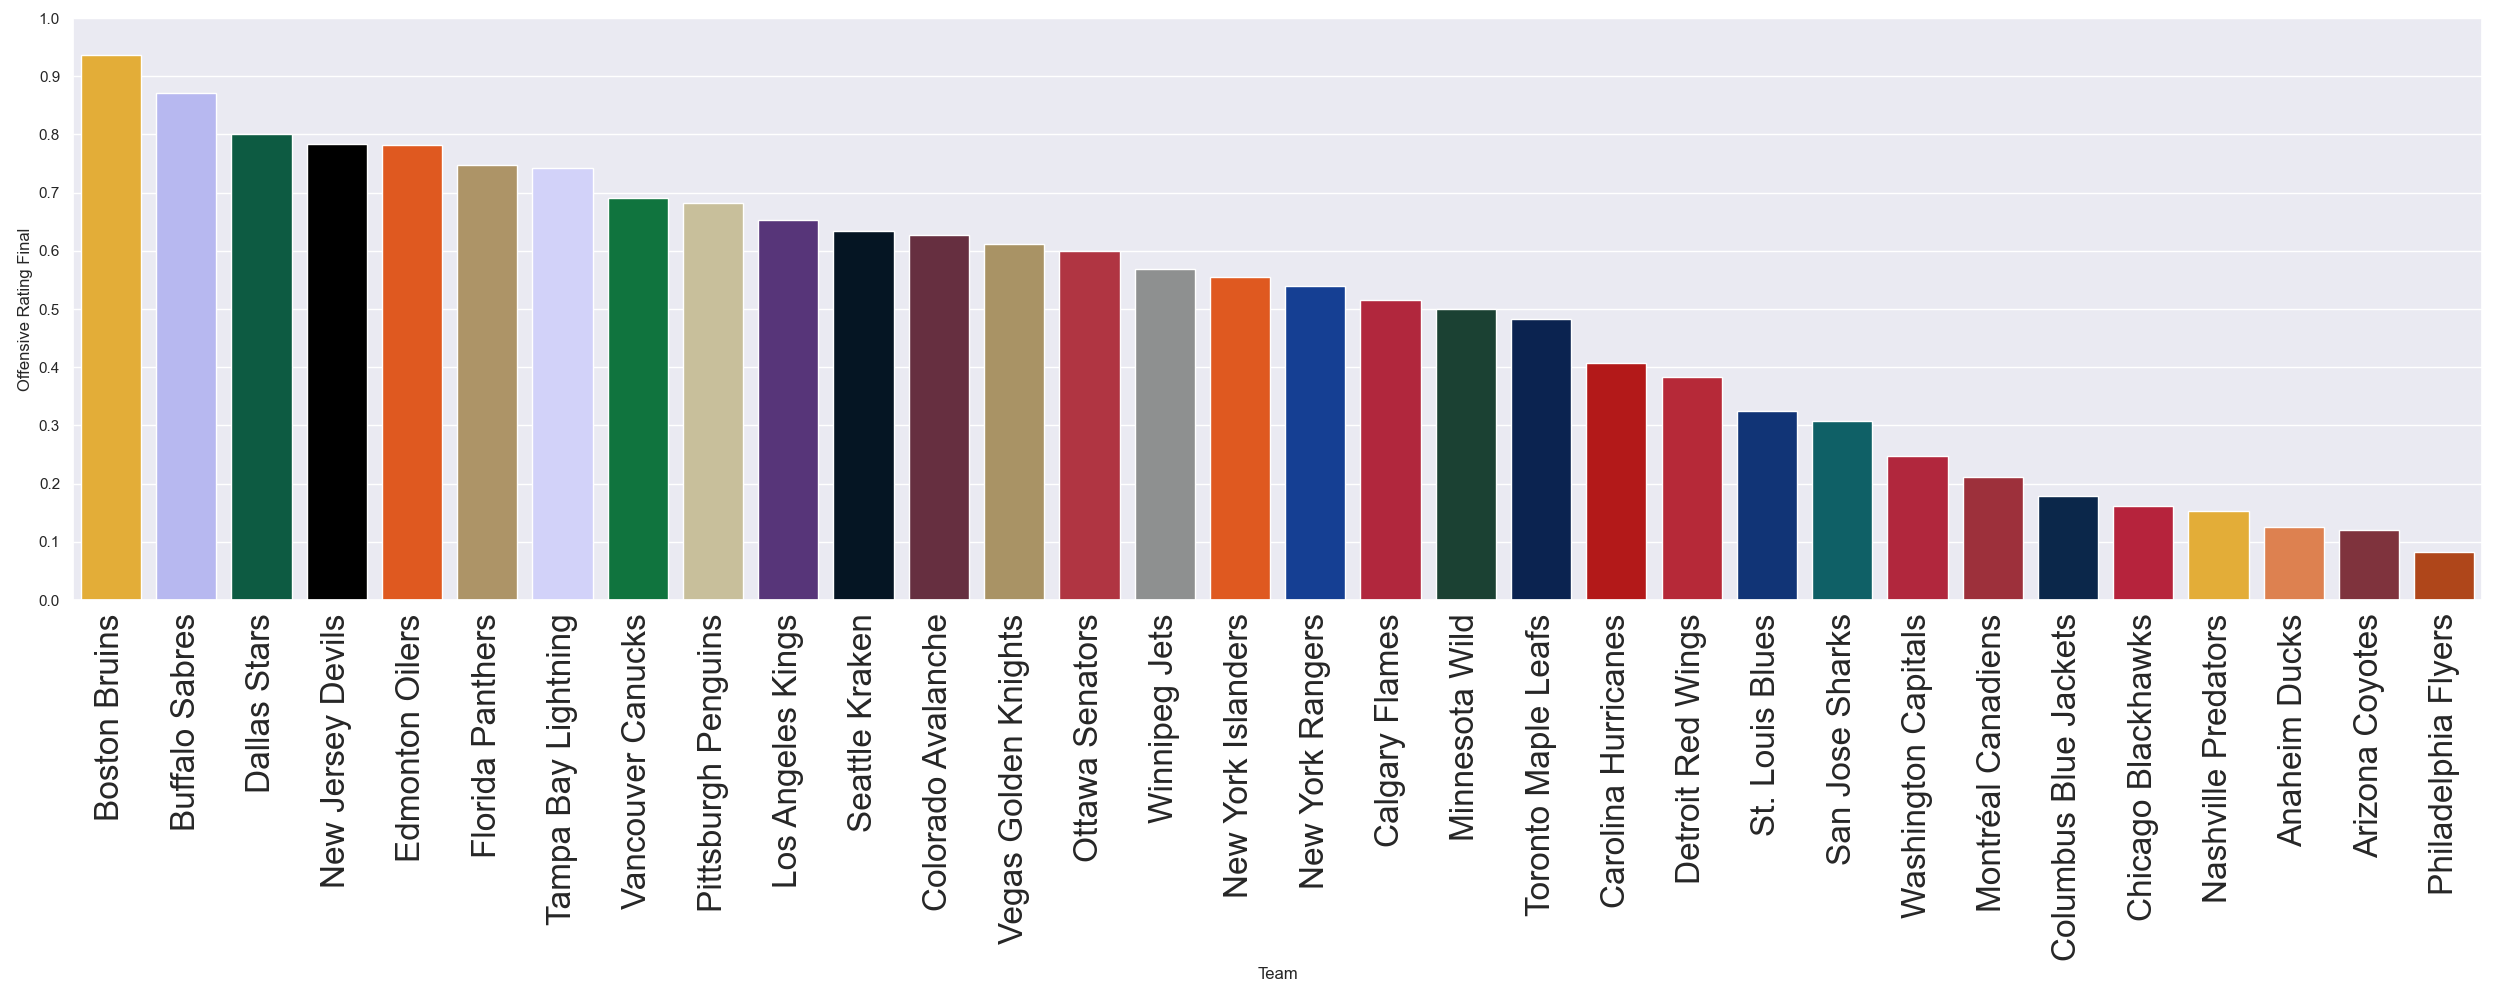 1.0
0.9
0.8
0.7
0.6
0.5
0.4
0.3
0.2
0.1
0.0
Offensive Rating Final
Boston Bruins
Buffalo Sabres
Dallas Stars
New Jersey Devils
Edmonton Oilers
Florida Panthers
Tampa Bay Lightning
Vancouver Canucks
Pittsburgh Penguins
Los Angeles Kings
Seattle Kraken
Colorado Avalanche
Vegas Golden Knights
Ottawa Senators
Winnipeg Jets
New York Islanders
New York Rangers
Calgary Flames
Minnesota Wild
Toronto Maple Leafs
Carolina Hurricanes
Detroit Red Wings
St. Louis Blues
San Jose Sharks
Washington Capitals
Montréal Canadiens
Columbus Blue Jackets
Chicago Blackhawks
Nashville Predators
Anaheim Ducks
Arizona Coyotes
Philadelphia Flyers
Team